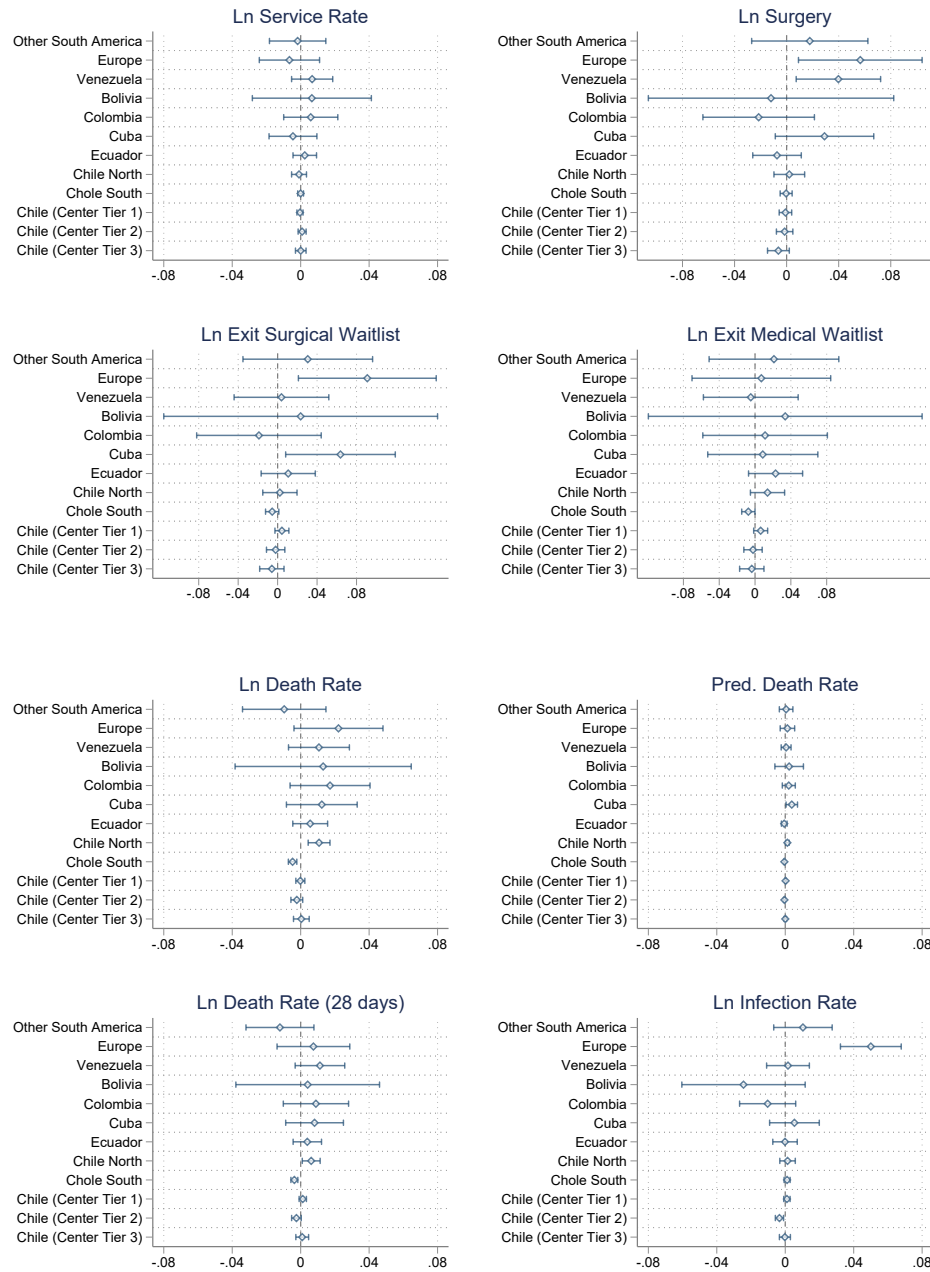 Ln Service Rate
Other South America
Europe
Venezuela
Bolivia
Colombia
Cuba
Ecuador
Chile North
Chole South
Chile (Center Tier 1)
Chile (Center Tier 2)
Chile (Center Tier 3)
-.08 -.04 0 .04 .08
Ln Surgery
Other South America
Europe
Venezuela
Bolivia
Colombia
Cuba
Ecuador
Chile North
Chole South
Chile (Center Tier 1)
Chile (Center Tier 2)
Chile (Center Tier 3)
-.08 -.04 0 .04 .08
Ln Exit Surgical Waitlist
Other South America
Europe
Venezuela
Bolivia
Colombia
Cuba
Ecuador
Chile North
Chole South
Chile (Center Tier 1)
Chile (Center Tier 2)
Chile (Center Tier 3)
-.08 -.04 0 .04 .08
Ln Exit Medical Waitlist
Other South America
Europe
Venezuela
Bolivia
Colombia
Cuba
Ecuador
Chile North
Chole South
Chile (Center Tier 1)
Chile (Center Tier 2)
Chile (Center Tier 3)
-.08 -.04 0 .04 .08
Ln Death Rate
Other South America
Europe
Venezuela
Bolivia
Colombia
Cuba
Ecuador
Chile North
Chole South
Chile (Center Tier 1)
Chile (Center Tier 2)
Chile (Center Tier 3)
-.08 -.04 0 .04 .08
Pred. Death Rate
Other South America
Europe
Venezuela
Bolivia
Colombia
Cuba
Ecuador
Chile North
Chole South
Chile (Center Tier 1)
Chile (Center Tier 2)
Chile (Center Tier 3)
-.08 -.04 0 .04 .08
Ln Death Rate (28 days)
Other South America
Europe
Venezuela
Bolivia
Colombia
Cuba
Ecuador
Chile North
Chole South
Chile (Center Tier 1)
Chile (Center Tier 2)
Chile (Center Tier 3)
-.08 -.04 0 .04 .08
Ln Infection Rate
Other South America
Europe
Venezuela
Bolivia
Colombia
Cuba
Ecuador
Chile North
Chole South
Chile (Center Tier 1)
Chile (Center Tier 2)
Chile (Center Tier 3)
-.08 -.04 0 .04 .08